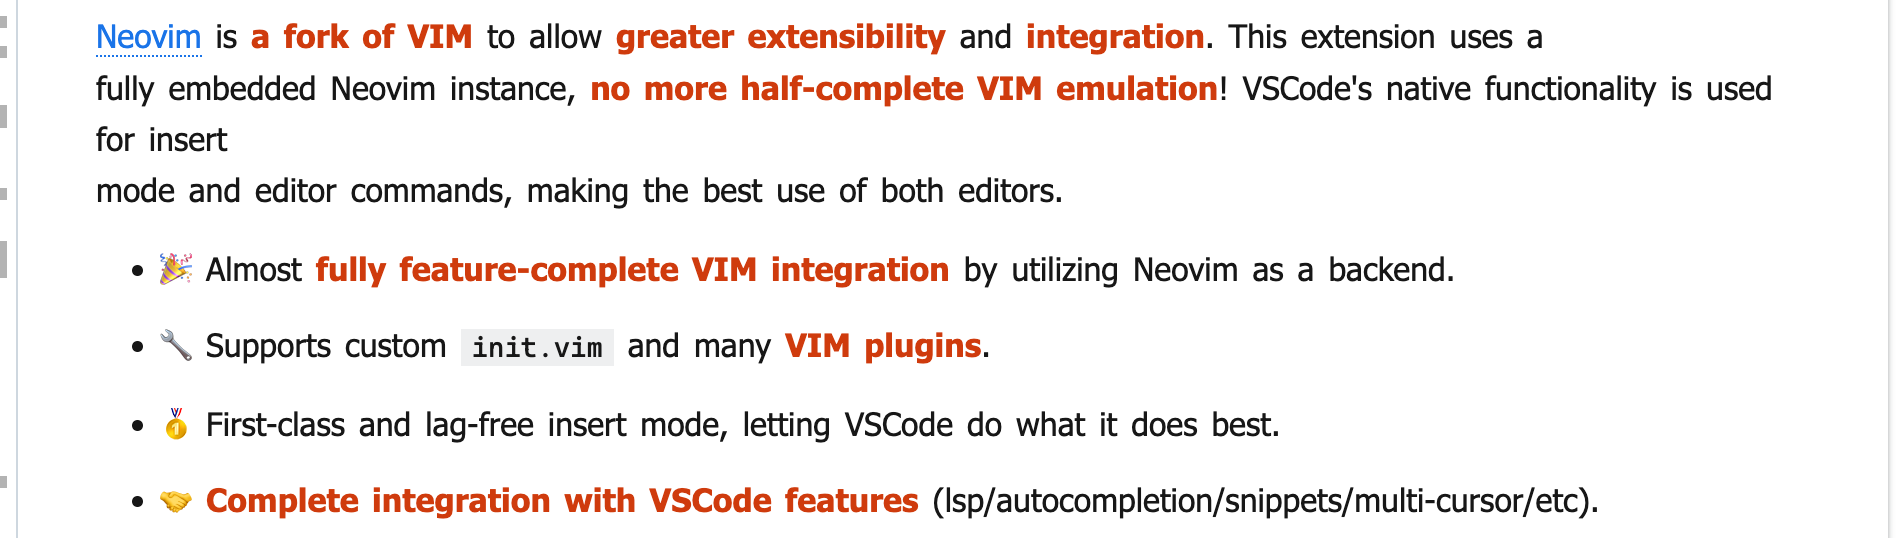 Neovim is a fork of VIM to allow greater extensibility and integration. This extension uses a
fully embedded Neovim instance, no more half-complete VIM emulation! VSCode's native functionality is used
for insert
mode and editor commands, making the best use of both editors.
• 🎉 Almost fully feature-complete VIM integration by utilizing Neovim as a backend.
• 🔧 Supports custom init.vim and many VIM plugins.
• 🥇 First-class and lag-free insert mode, letting VSCode do what it does best.
• 🤝 Complete integration with VSCode features (lsp/autocompletion/snippets/multi-cursor/etc).